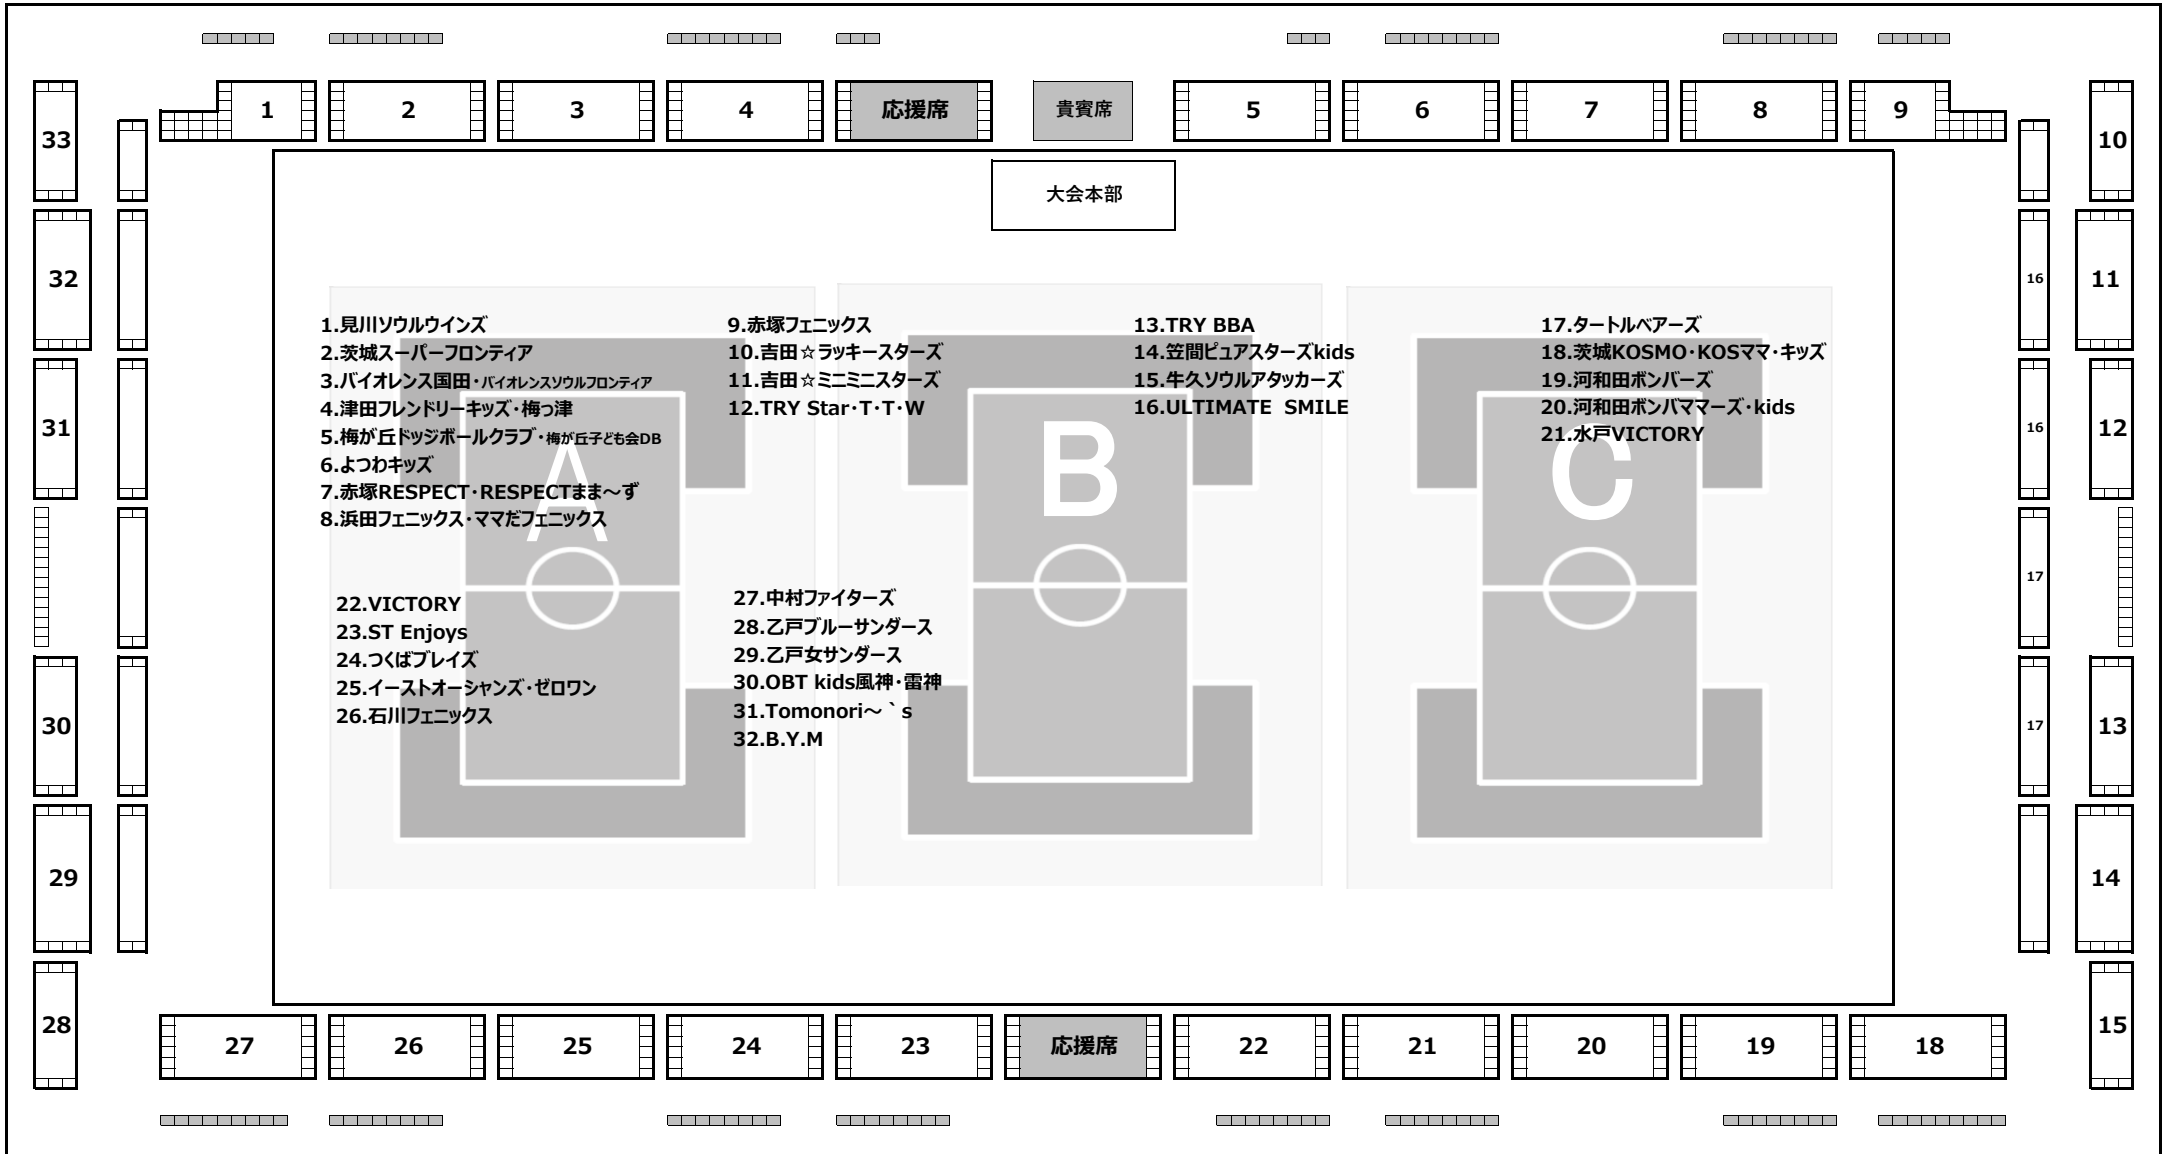 1
2
3
4
応援席
貴賓席
5
6
7
8
9
33
10
大会本部
32
16
11
1.見川ソウルウインズ
2.茨城スーパーフロンティア
3.バイオレンス国田・バイオレンスソウルフロンティア
4.津田フレンドリーキッズ・梅っ津
5.梅が丘ドッジボールクラブ・梅が丘子ども会DB
6.よつわキッズ
7.赤塚RESPECT・RESPECTまま～ず
8.浜田フェニックス・ママだフェニックス
9.赤塚フェニックス
10.吉田☆ラッキースターズ
11.吉田☆ミニミニスターズ
12.TRY Star・T・T・W
13.TRY BBA
14.笠間ピュアスターズkids
15.牛久ソウルアタッカーズ
16.ULTIMATE SMILE
17.タートルベアーズ
18.茨城KOSMO・KOSママ・キッズ
19.河和田ボンバーズ
20.河和田ボンバママーズ・kids
21.水戸VICTORY
31
16
12
A
B
C
17
22.VICTORY
23.ST Enjoys
24.つくばブレイズ
25.イーストオーシャンズ・ゼロワン
26.石川フェニックス
27.中村ファイターズ
28.乙戸ブルーサンダース
29.乙戸女サンダース
30.OBT kids風神・雷神
31.Tomonori～｀s
32.B.Y.M
30
17
13
29
14
28
15
27
26
25
24
23
応援席
22
21
20
19
18